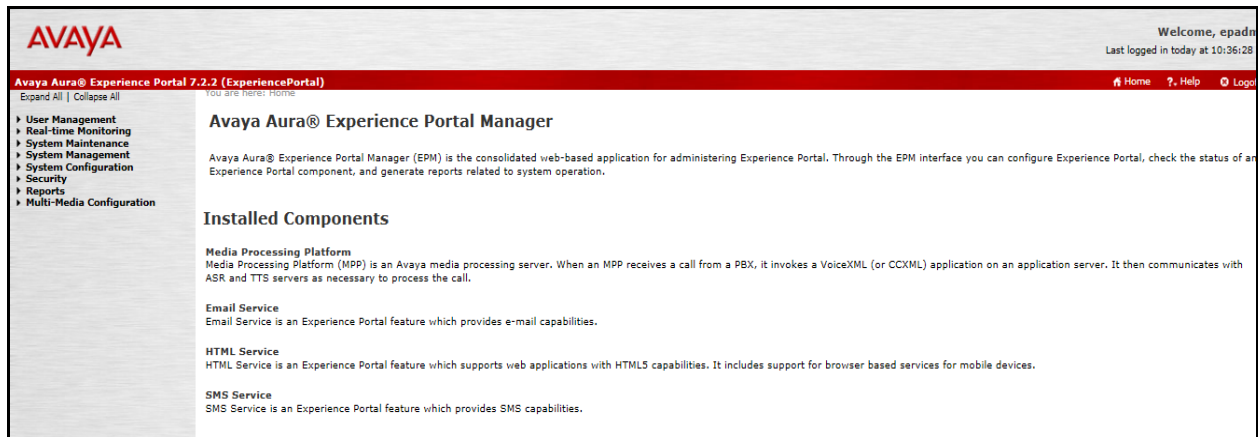 AVAYA
Welcome, epadm
Last logged in today at 10:36:28
Avaya Aura® Experience Portal 7.2.2 (ExperiencePortal)
Home ?. Help Logof
Expand All | Collapse All
You are here: Home
User Management
Real-time Monitoring
System Maintenance
System Management
System Configuration
Security
Reports
Multi-Media Configuration
Avaya Aura® Experience Portal Manager
Avaya Aura® Experience Portal Manager (EPM) is the consolidated web-based application for administering Experience Portal. Through the EPM interface you can configure Experience Portal, check the status of an
Experience Portal component, and generate reports related to system operation.
Installed Components
Media Processing Platform
Media Processing Platform (MPP) is an Avaya media processing server. When an MPP receives a call from a PBX, it invokes a VoiceXML (or CCXML) application on an application server. It then communicates with
ASR and TTS servers as necessary to process the call.
Email Service
Email Service is an Experience Portal feature which provides e-mail capabilities.
HTML Service
HTML Service is an Experience Portal feature which supports web applications with HTML5 capabilities. It includes support for browser based services for mobile devices.
SMS Service
SMS Service is an Experience Portal feature which provides SMS capabilities.